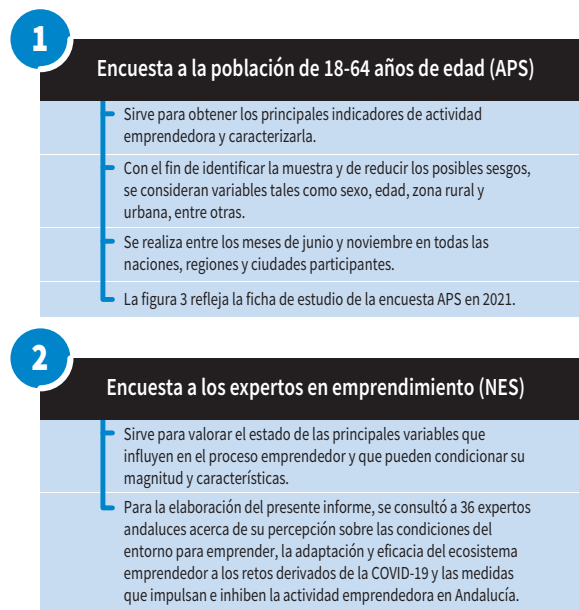 1
Encuesta a la población de 18-64 años de edad (APS)
Sirve para obtener los principales indicadores de actividad
emprendedora y caracterizarla.
Con el fin de identificar la muestra y de reducir los posibles sesgos,
se consideran variables tales como sexo, edad, zona rural y
urbana, entre otras.
Se realiza entre los meses de junio y noviembre en todas las
naciones, regiones y ciudades participantes.
La figura 3 refleja la ficha de estudio de la encuesta APS en 2021.
2
Encuesta a los expertos en emprendimiento (NES)
Sirve para valorar el estado de las principales variables que
influyen en el proceso emprendedor y que pueden condicionar su
magnitud y características.
Para la elaboración del presente informe, se consultó a 36 expertos
andaluces acerca de su percepción sobre las condiciones del
entorno para emprender, la adaptación y eficacia del ecosistema
emprendedor a los retos derivados de la COVID-19 y las medidas
que impulsan e inhiben la actividad emprendedora en Andalucía.